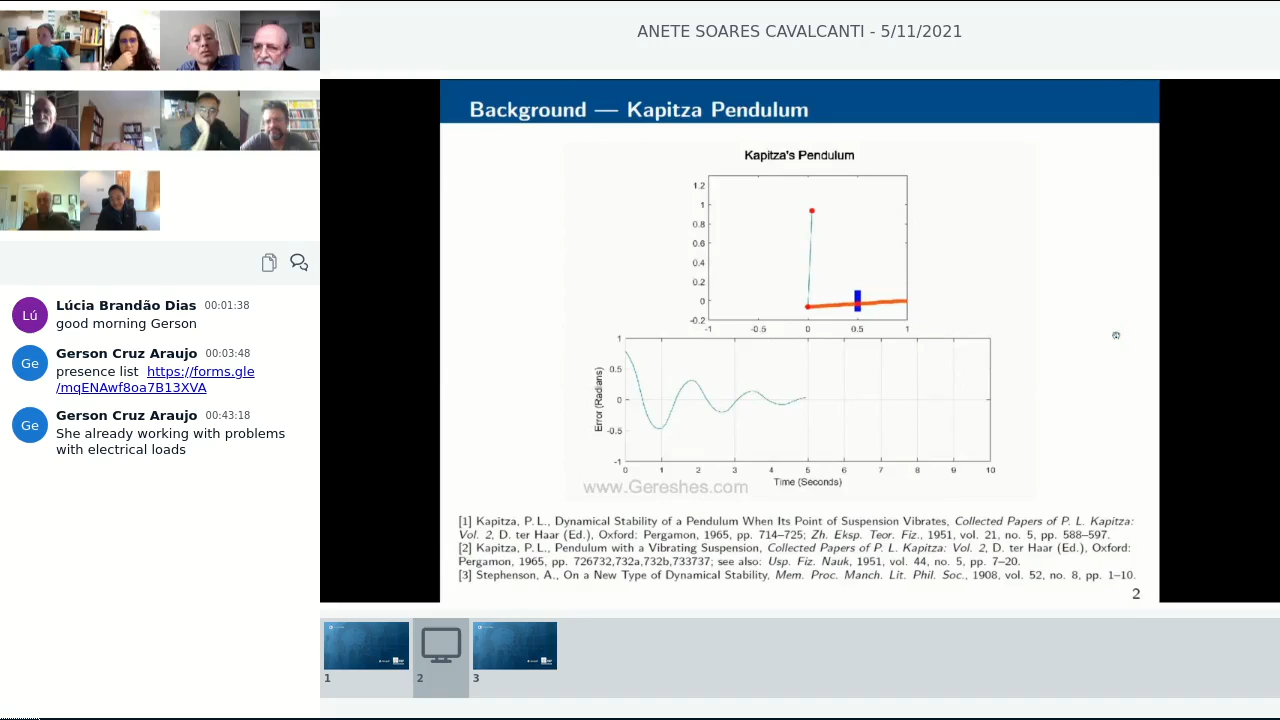 ANETE SOARES CAVALCANTI - 5/11/2021
Lú
Lúcia Brandão Dias 00:01:38
good morning Gerson
Ge
Gerson Cruz Araujo 00:03:48
presence list https://forms.gle
/mqENAwf8oa7B13XVA
Ge
Gerson Cruz Araujo 00:43:18
She already working with problems
with electrical loads
Background — Kapitza Pendulum
Kapitza's Pendulum
1.2
1
0.8
0.6
0.4
0.2
0
-0.2
-1 -0.5 0 0.5 1
1
0.5
0
-0.5
-1
Error (Radians)
0 1 2 3 4 5 6 7 8 9 10
Time (Seconds)
www.Gereshes.com
[1] Kapitza, P. L., Dynamical Stability of a Pendulum When Its Point of Suspension Vibrates, Collected Papers of P. L. Kapitza:
Vol. 2, D. ter Haar (Ed.), Oxford: Pergamon, 1965, pp. 714–725; Zh. Eksp. Teor. Fiz., 1951, vol. 21, no. 5, pp. 588–597.
[2] Kapitza, P. L., Pendulum with a Vibrating Suspension, Collected Papers of P. L. Kapitza: Vol. 2, D. ter Haar (Ed.), Oxford:
Pergamon, 1965, pp. 726732,732a,732b,733737; see also: Usp. Fiz. Nauk, 1951, vol. 44, no. 5, pp. 7–20.
[3] Stephenson, A., On a New Type of Dynamical Stability, Mem. Proc. Manch. Lit. Phil. Soc., 1908, vol. 52, no. 8, pp. 1–10.
2
1
2
3